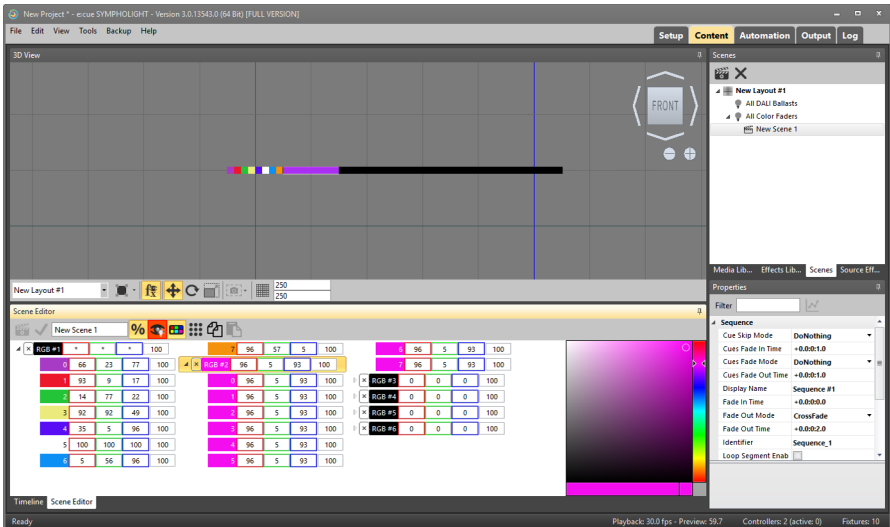 New Project * - e:cue SYMPHOLIGHT - Version 3.0.13543.0 (64 Bit) [FULL VERSION]
File Edit View Tools Backup Help
Setup Content Automation Output Log
3D View
FRONT
New Layout #1
250
250
Scenes
New Layout #1
All DALI Ballasts
All Color Faders
New Scene 1
Media Lib... Effects Lib... Scenes Source Eff...
Scene Editor
New Scene 1 %
RGB #1 * * * 100
0 66 23 77 100
1 93 9 17 100
2 14 77 22 100
3 92 92 49 100
4 35 5 96 100
5 100 100 100 100
6 5 56 96 100
7 96 57 5 100
RGB #2 96 5 93 100
0 96 5 93 100
1 96 5 93 100
2 96 5 93 100
3 96 5 93 100
4 96 5 93 100
5 96 5 93 100
6 96 5 93 100
7 96 5 93 100
RGB #3 0 0 0 100
RGB #4 0 0 0 100
RGB #5 0 0 0 100
RGB #6 0 0 0 100
Timeline Scene Editor
Properties
Filter
Sequence
Cue Skip Mode DoNothing
Cues Fade In Time +0.0:0:1.0
Cues Fade Mode DoNothing
Cues Fade Out Time +0.0:0:1.0
Display Name Sequence #1
Fade In Time +0.0:0:0.0
Fade Out Mode CrossFade
Fade Out Time +0.0:0:2.0
Identifier Sequence_1
Loop Segment Enab
Ready
Playback: 30.0 fps - Preview: 59.7 Controllers: 2 (active: 0) Fixtures: 10